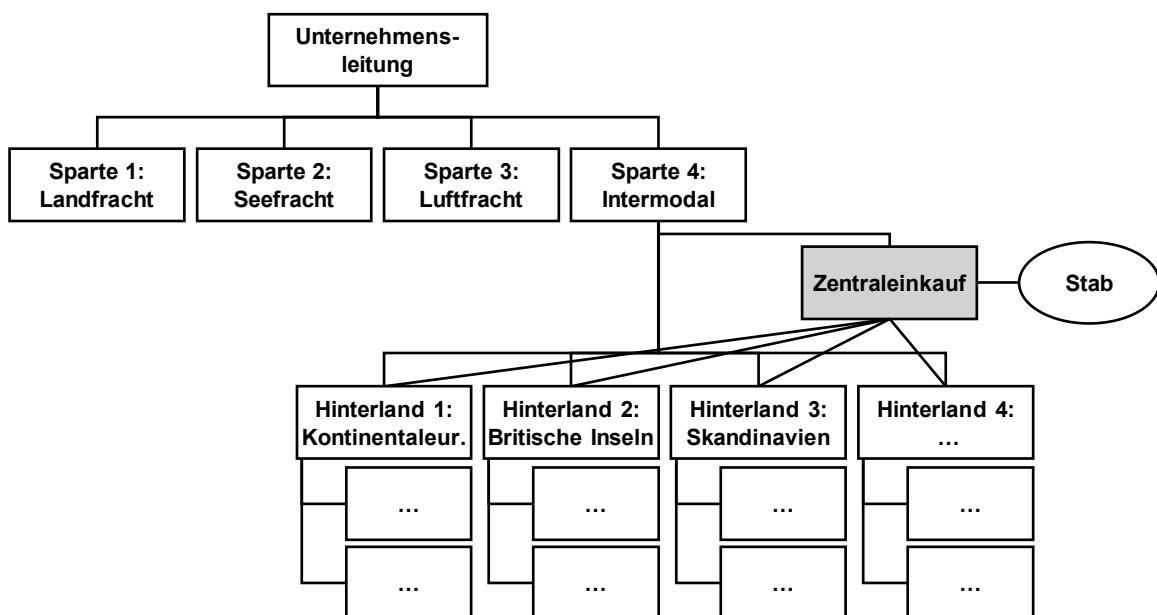 Unternehmens-
leitung
Sparte 1:
Landfracht
Sparte 2:
Seefracht
Sparte 3:
Luftfracht
Sparte 4:
Intermodal
Zentraleinkauf
Stab
Hinterland 1:
Kontinentaleur.
Hinterland 2:
Britische Inseln
Hinterland 3:
Skandinavien
Hinterland 4:
…
…
…
…
…
…
…
…
…